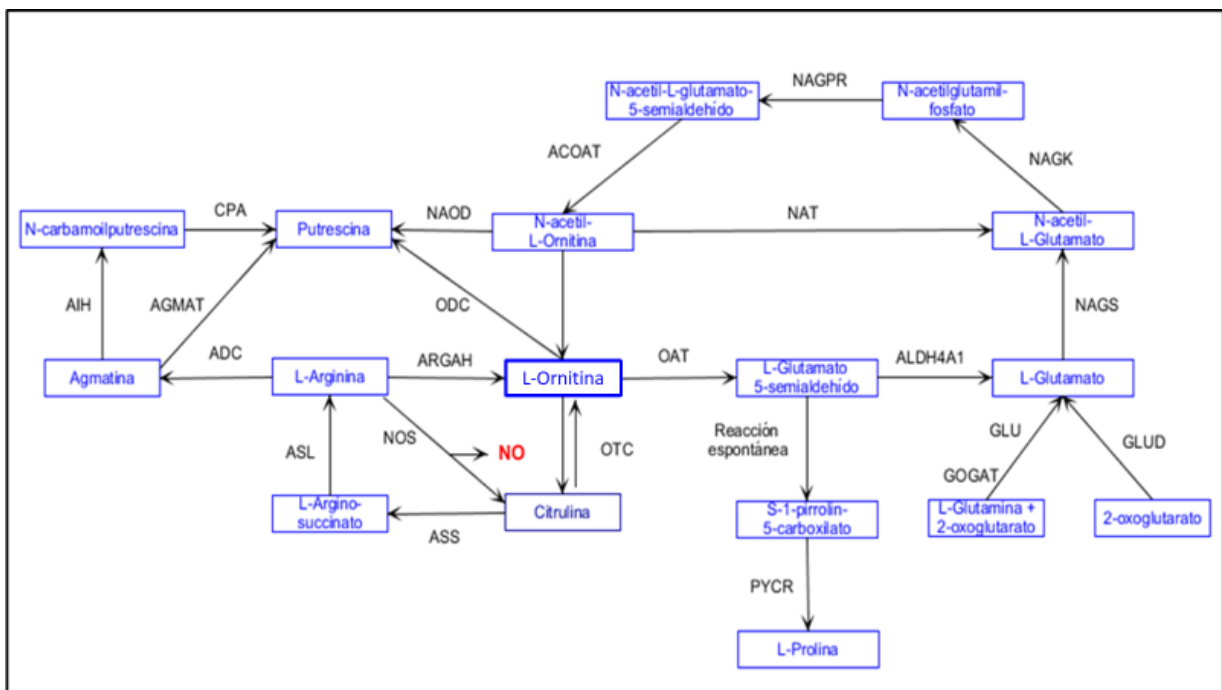 NAGPR
N-acetil-L-glutamato-
5-semialdehído
N-acetilglutamil-
fosfato
ACOAT
NAGK
CPA
NAOD
NAT
N-carbamoilputrescina
Putrescina
N-acetil-
L-Ornitina
N-acetil-
L-Glutamato
AIH
AGMAT
ODC
NAGS
ADC
ARGAH
OAT
ALDH4A1
Agmatina
L-Arginina
L-Ornitina
L-Glutamato
5-semialdehído
L-Glutamato
ASL
NOS
NO
OTC
Reacción
espontánea
GLU
GLUD
GOGAT
L-Argino-
succinato
Citrulina
ASS
S-1-pirrolin-
5-carboxilato
L-Glutamina +
2-oxoglutarato
2-oxoglutarato
PYCR
L-Prolina